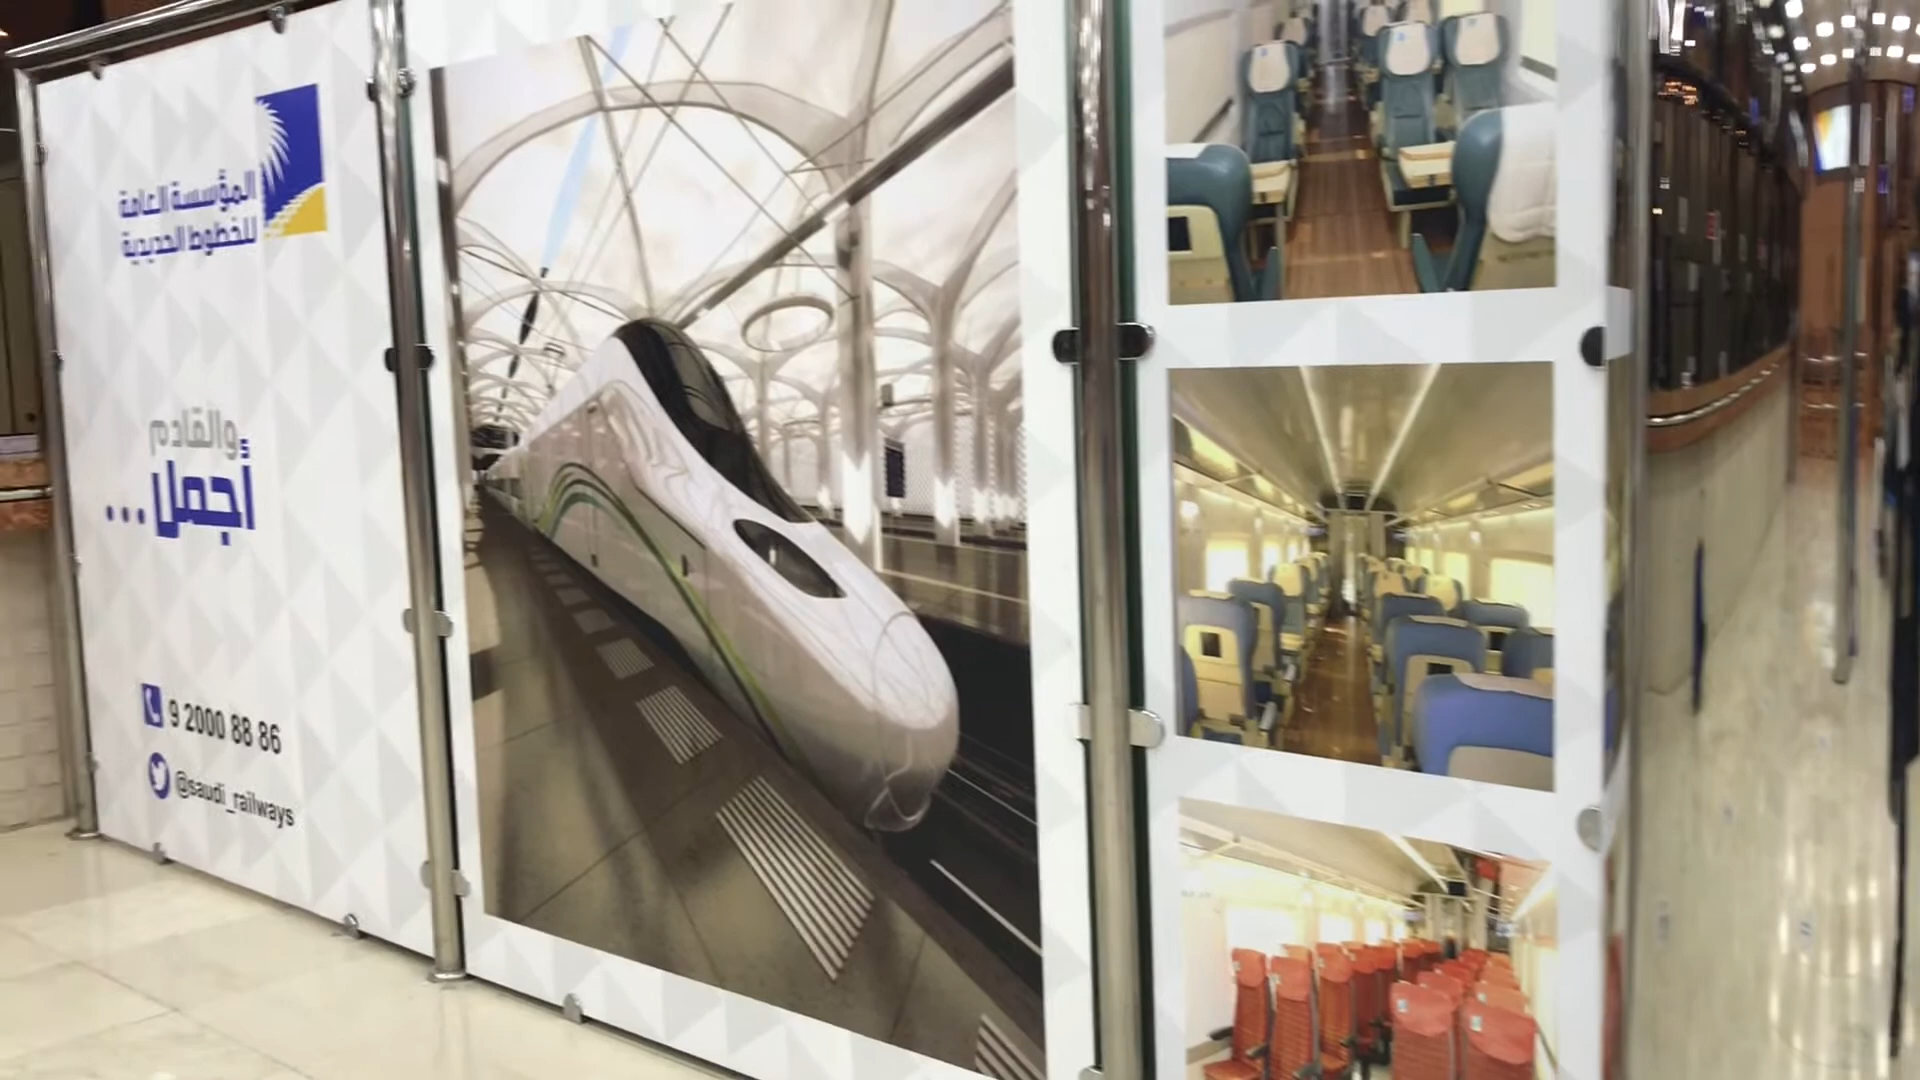 المؤسسة العامة
للخطوط الحديدية
والقادم
أجمل...
9 2000 88 86
@saudi_railways